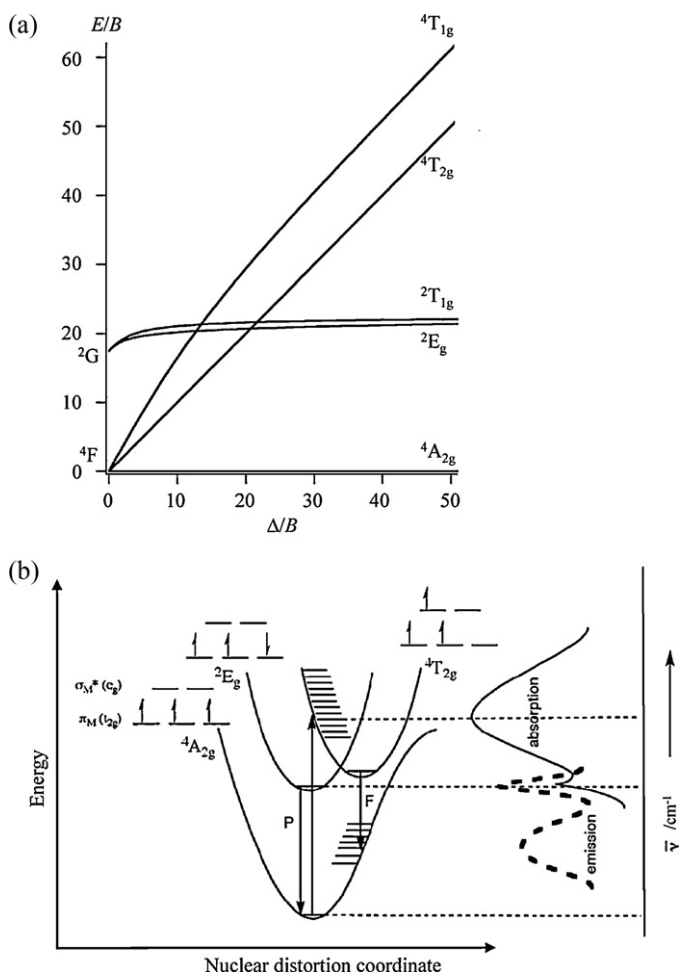 (a)
E/B
⁴T₁g
60
50
⁴T₂g
40
30
²T₁g
20
²G
²Eg
10
⁴F
⁴A₂g
0
0 10 20 30 40 50
Δ/B
(b)
²Eg
⁴T₂g
σM*(eg)
πM(t₂g)
⁴A₂g
P
F
Energy
absorption
emission
ν̄ /cm⁻¹
Nuclear distortion coordinate